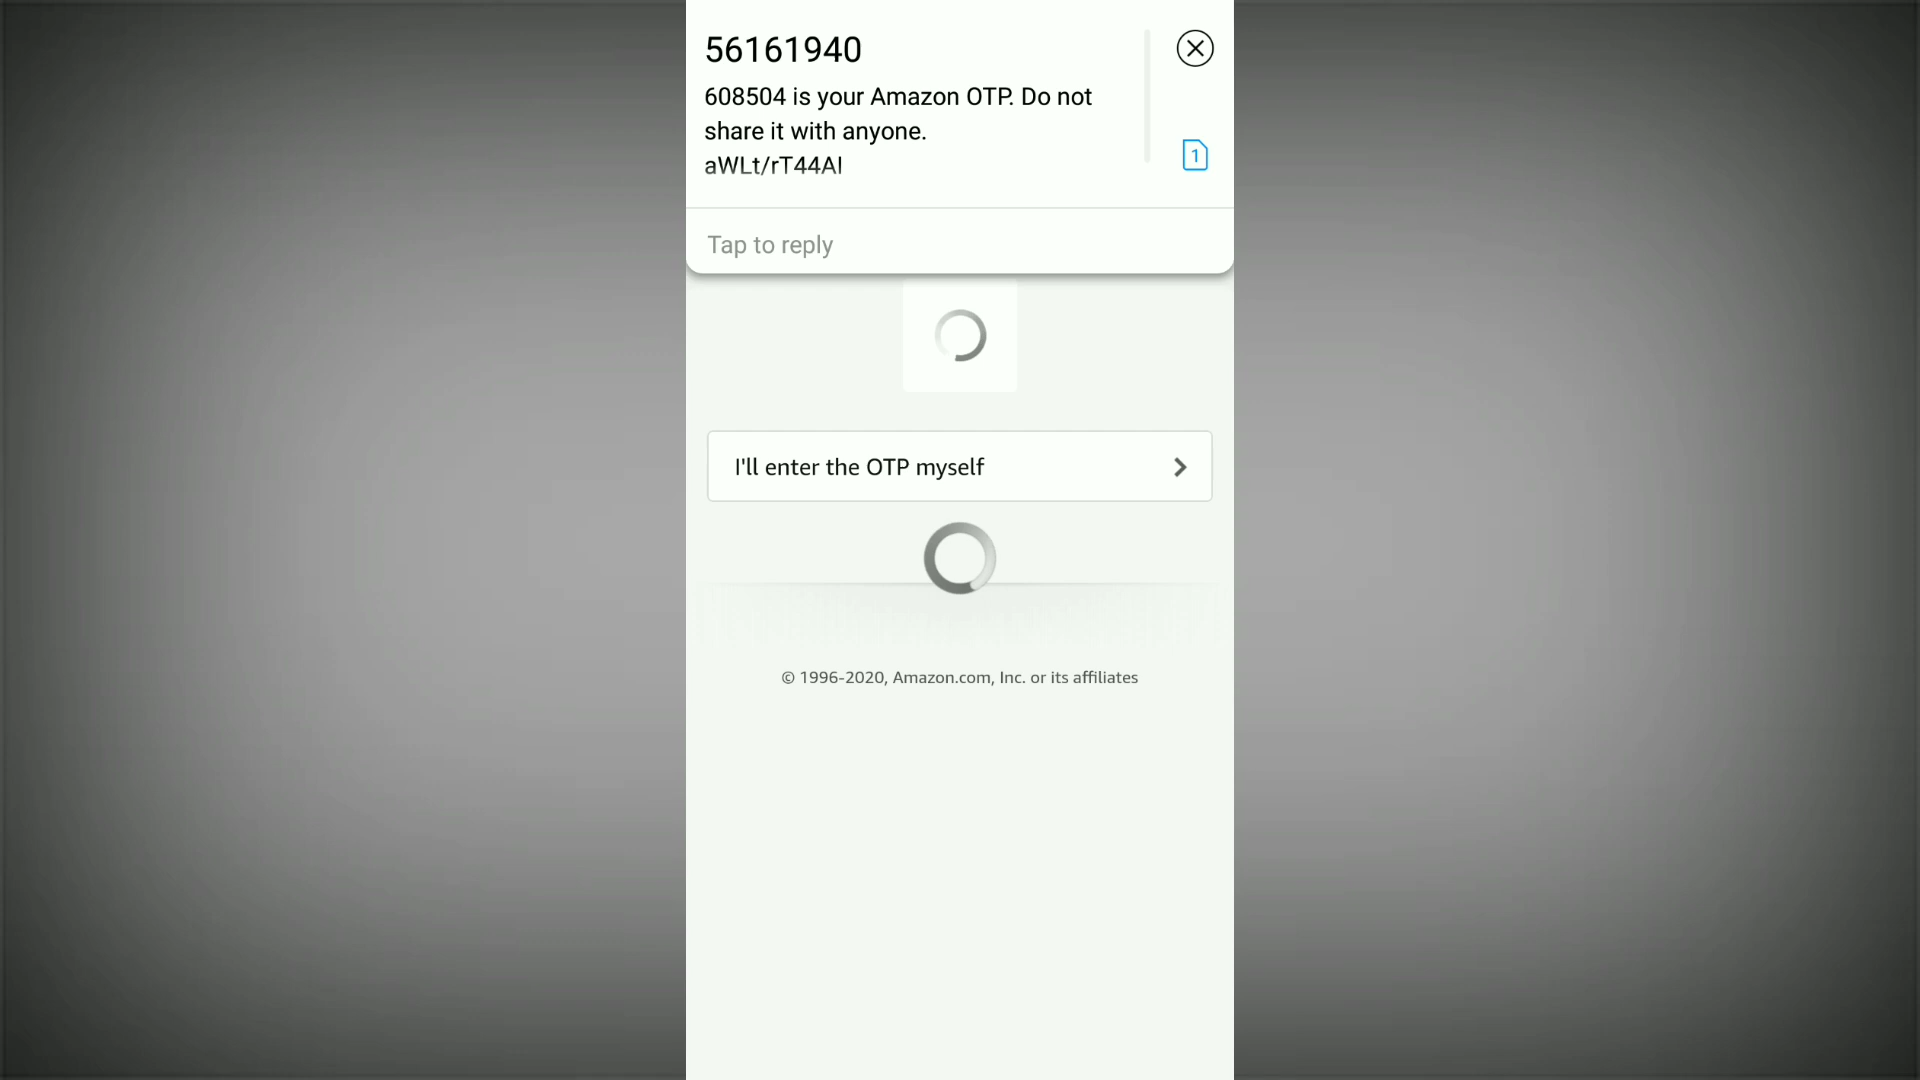 56161940
608504 is your Amazon OTP. Do not
share it with anyone.
aWLt/rT44AI
1
Tap to reply
I'll enter the OTP myself
© 1996-2020, Amazon.com, Inc. or its affiliates